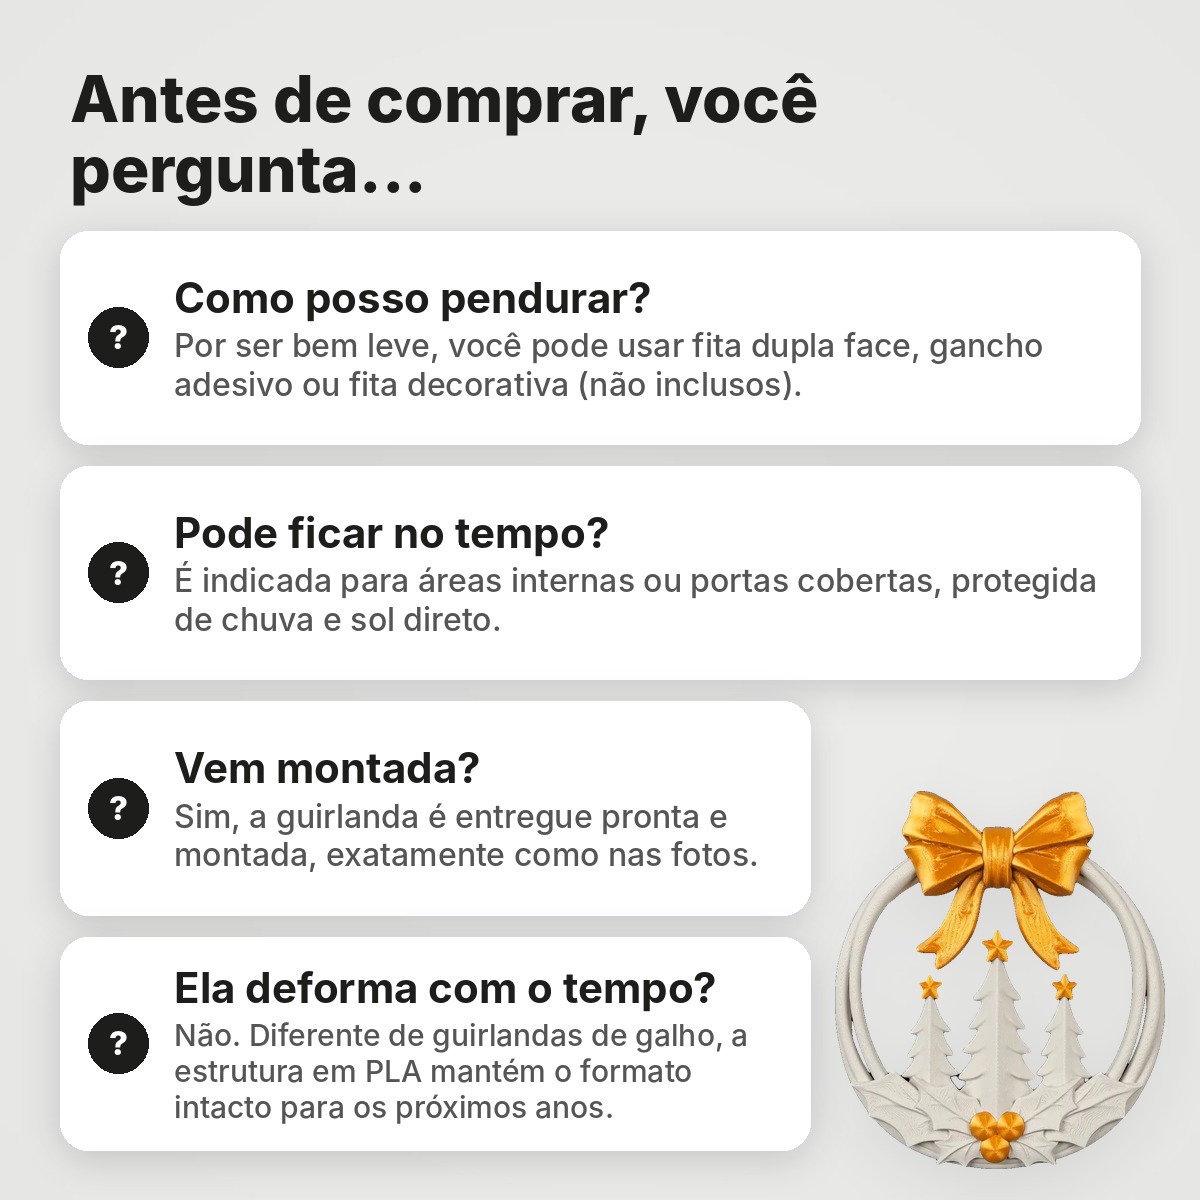 Antes de comprar, você
pergunta...
?
Como posso pendurar?
Por ser bem leve, você pode usar fita dupla face, gancho
adesivo ou fita decorativa (não inclusos).
?
Pode ficar no tempo?
É indicada para áreas internas ou portas cobertas, protegida
de chuva e sol direto.
?
Vem montada?
Sim, a guirlanda é entregue pronta e
montada, exatamente como nas fotos.
?
Ela deforma com o tempo?
Não. Diferente de guirlandas de galho, a
estrutura em PLA mantém o formato
intacto para os próximos anos.